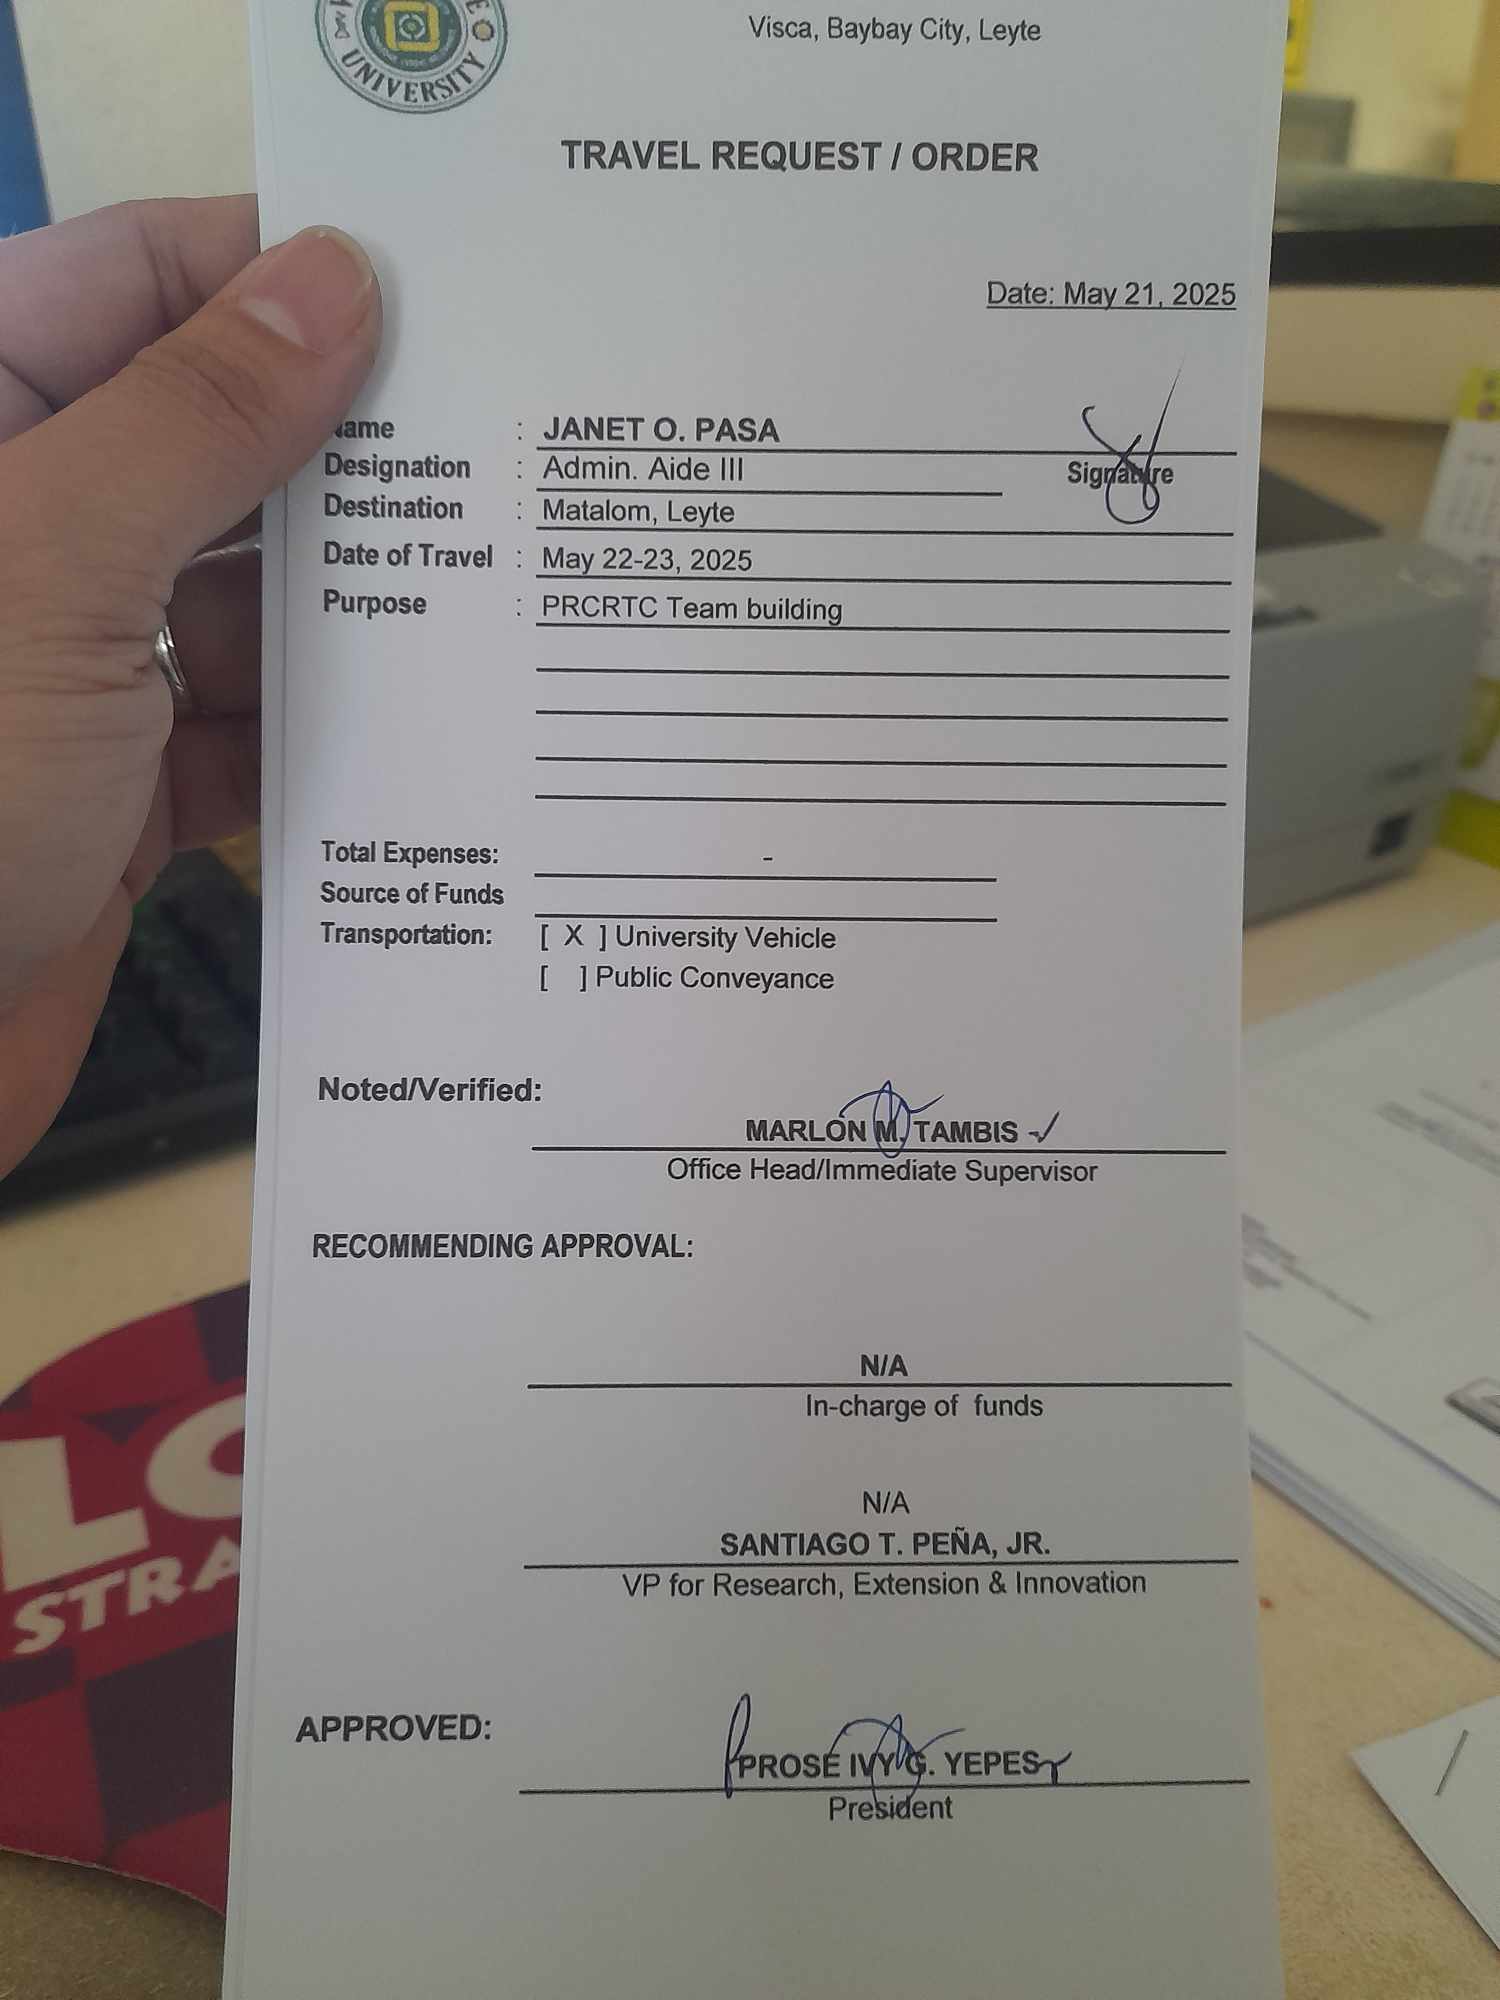 UNIVERSITY
Visca, Baybay City, Leyte
TRAVEL REQUEST / ORDER
Date: May 21, 2025
Name : JANET O. PASA
Designation : Admin. Aide III
Signature
Destination : Matalom, Leyte
Date of Travel : May 22-23, 2025
Purpose : PRCRTC Team building
Total Expenses: -
Source of Funds
Transportation: [ X ] University Vehicle
[ ] Public Conveyance
Noted/Verified:
MARLON M. TAMBIS
Office Head/Immediate Supervisor
RECOMMENDING APPROVAL:
N/A
In-charge of funds
N/A
SANTIAGO T. PEÑA, JR.
VP for Research, Extension & Innovation
APPROVED:
PROSE IVY G. YEPES
President